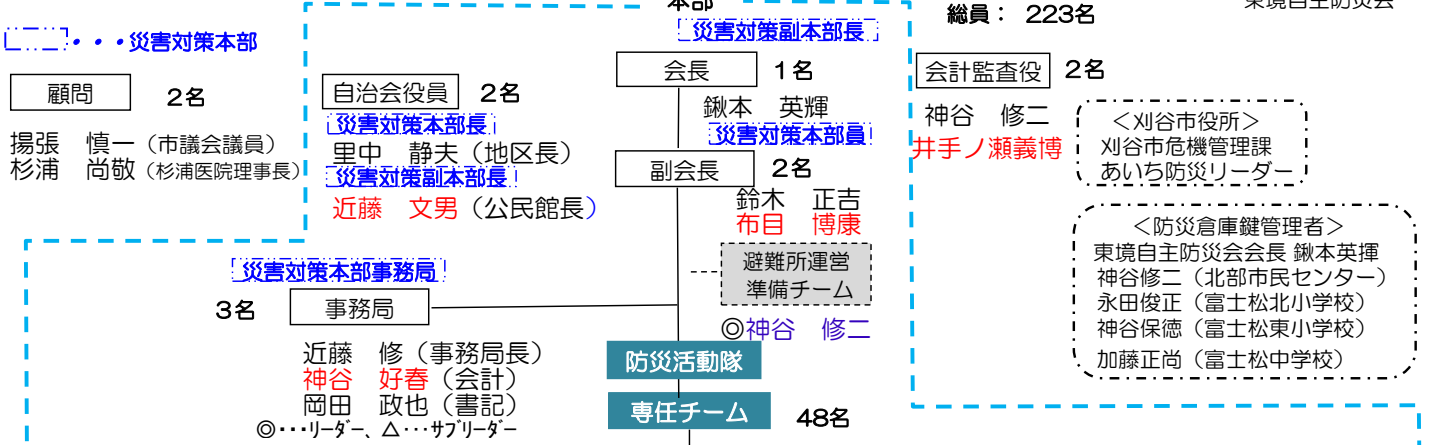 本部
総員： 223名
東境自主防災会
・・・災害対策本部
災害対策副本部長
会長 1名
鍬本 英輝
顧問 2名
揚張 慎一（市議会議員）
杉浦 尚敬（杉浦医院理事長）
自治会役員 2名
災害対策本部長
里中 静夫（地区長）
災害対策副本部長
近藤 文男（公民館長）
災害対策本部員
副会長 2名
鈴木 正吉
布目 博康
避難所運営
準備チーム
◎神谷 修二
会計監査役 2名
神谷 修二
井手ノ瀬義博
＜刈谷市役所＞
刈谷市危機管理課
あいち防災リーダー
＜防災倉庫鍵管理者＞
東境自主防災会会長 鍬本英揮
神谷修二（北部市民センター）
永田俊正（富士松北小学校）
神谷保徳（富士松東小学校）
加藤正尚（富士松中学校）
災害対策本部事務局
3名 事務局
近藤 修（事務局長）
神谷 好春（会計）
岡田 政也（書記）
◎・・・リーダー、△・・・サブリーダー
防災活動隊
専任チーム 48名